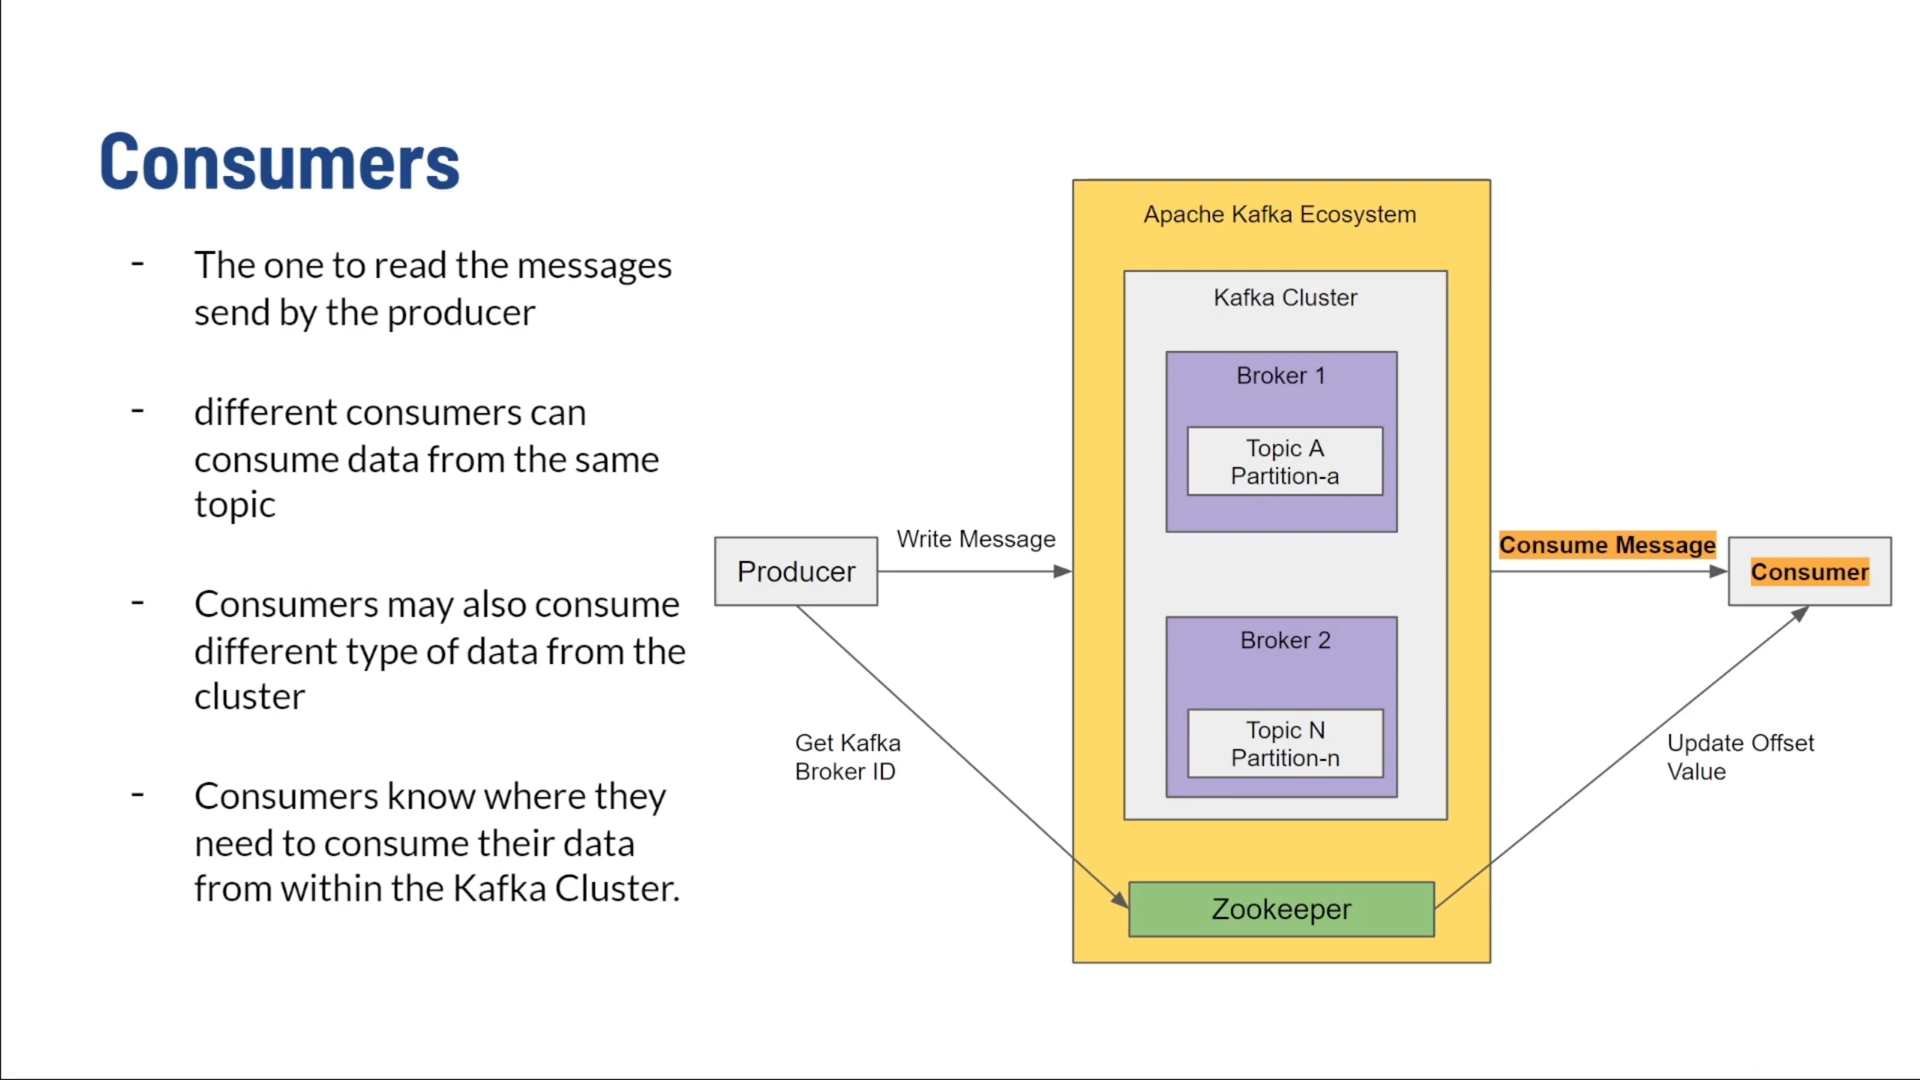 Consumers
- The one to read the messages
send by the producer
- different consumers can
consume data from the same
topic
- Consumers may also consume
different type of data from the
cluster
- Consumers know where they
need to consume their data
from within the Kafka Cluster.
Apache Kafka Ecosystem
Kafka Cluster
Broker 1
Topic A
Partition-a
Producer
Write Message
Consume Message
Consumer
Broker 2
Topic N
Partition-n
Get Kafka
Broker ID
Update Offset
Value
Zookeeper